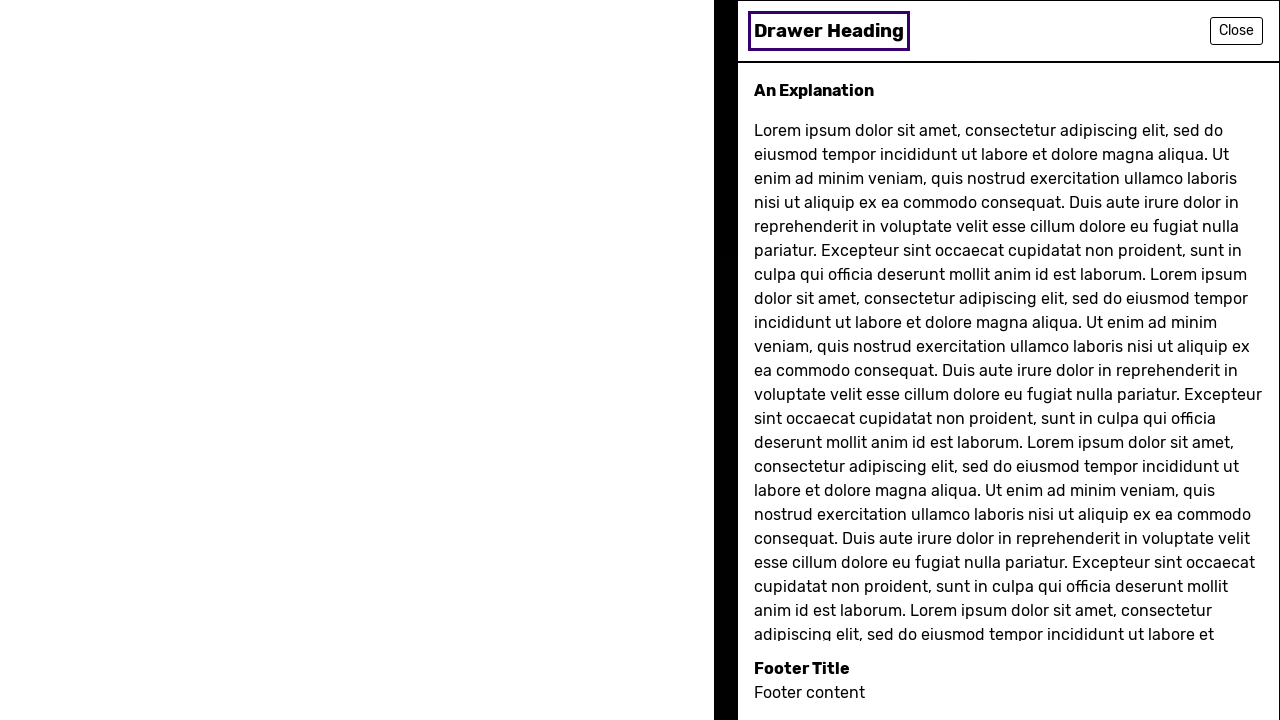 Drawer Heading
Close
An Explanation
Lorem ipsum dolor sit amet, consectetur adipiscing elit, sed do
eiusmod tempor incididunt ut labore et dolore magna aliqua. Ut
enim ad minim veniam, quis nostrud exercitation ullamco laboris
nisi ut aliquip ex ea commodo consequat. Duis aute irure dolor in
reprehenderit in voluptate velit esse cillum dolore eu fugiat nulla
pariatur. Excepteur sint occaecat cupidatat non proident, sunt in
culpa qui officia deserunt mollit anim id est laborum. Lorem ipsum
dolor sit amet, consectetur adipiscing elit, sed do eiusmod tempor
incididunt ut labore et dolore magna aliqua. Ut enim ad minim
veniam, quis nostrud exercitation ullamco laboris nisi ut aliquip ex
ea commodo consequat. Duis aute irure dolor in reprehenderit in
voluptate velit esse cillum dolore eu fugiat nulla pariatur. Excepteur
sint occaecat cupidatat non proident, sunt in culpa qui officia
deserunt mollit anim id est laborum. Lorem ipsum dolor sit amet,
consectetur adipiscing elit, sed do eiusmod tempor incididunt ut
labore et dolore magna aliqua. Ut enim ad minim veniam, quis
nostrud exercitation ullamco laboris nisi ut aliquip ex ea commodo
consequat. Duis aute irure dolor in reprehenderit in voluptate velit
esse cillum dolore eu fugiat nulla pariatur. Excepteur sint occaecat
cupidatat non proident, sunt in culpa qui officia deserunt mollit
anim id est laborum. Lorem ipsum dolor sit amet, consectetur
adipiscing elit, sed do eiusmod tempor incididunt ut labore et
Footer Title
Footer content